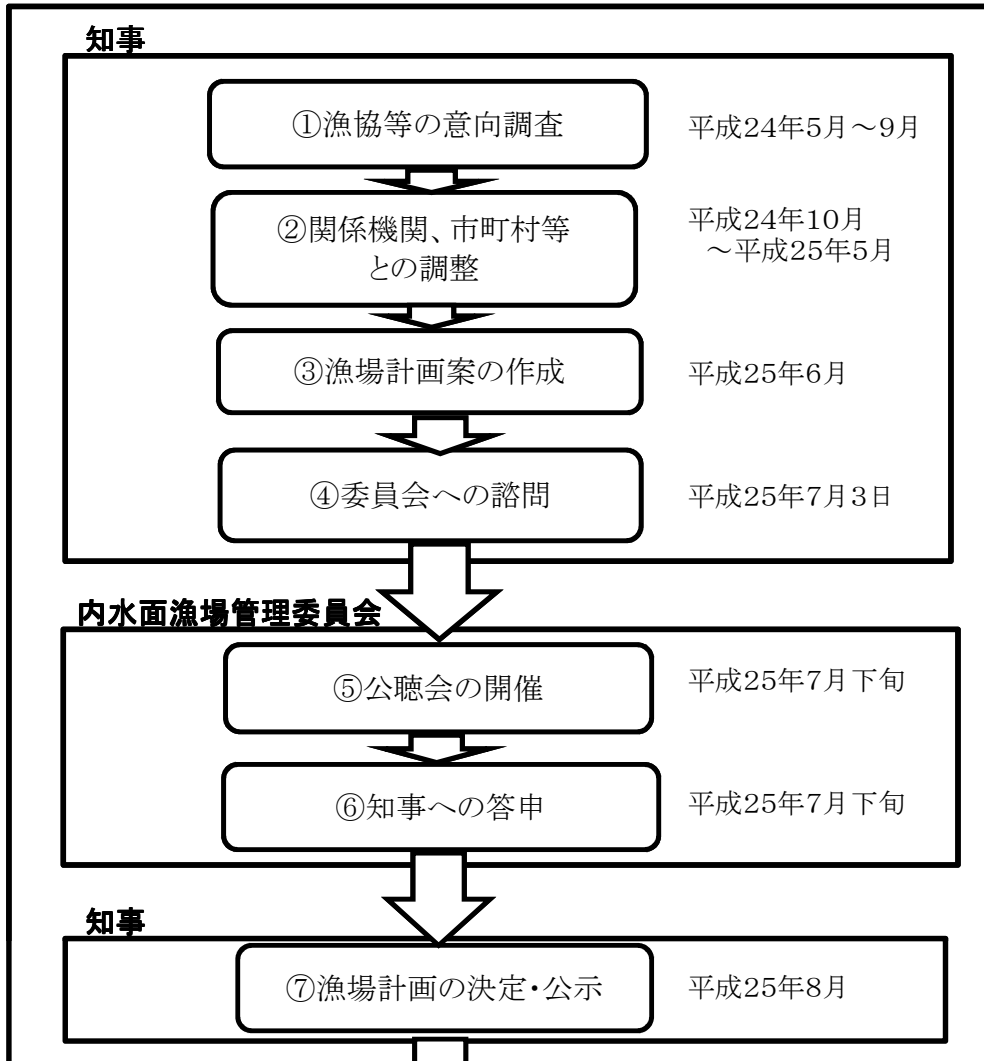 知事
①漁協等の意向調査
平成24年5月～9月
②関係機関、市町村等
との調整
平成24年10月
～平成25年5月
③漁場計画案の作成
平成25年6月
④委員会への諮問
平成25年7月3日
内水面漁場管理委員会
⑤公聴会の開催
平成25年7月下旬
⑥知事への答申
平成25年7月下旬
知事
⑦漁場計画の決定・公示
平成25年8月